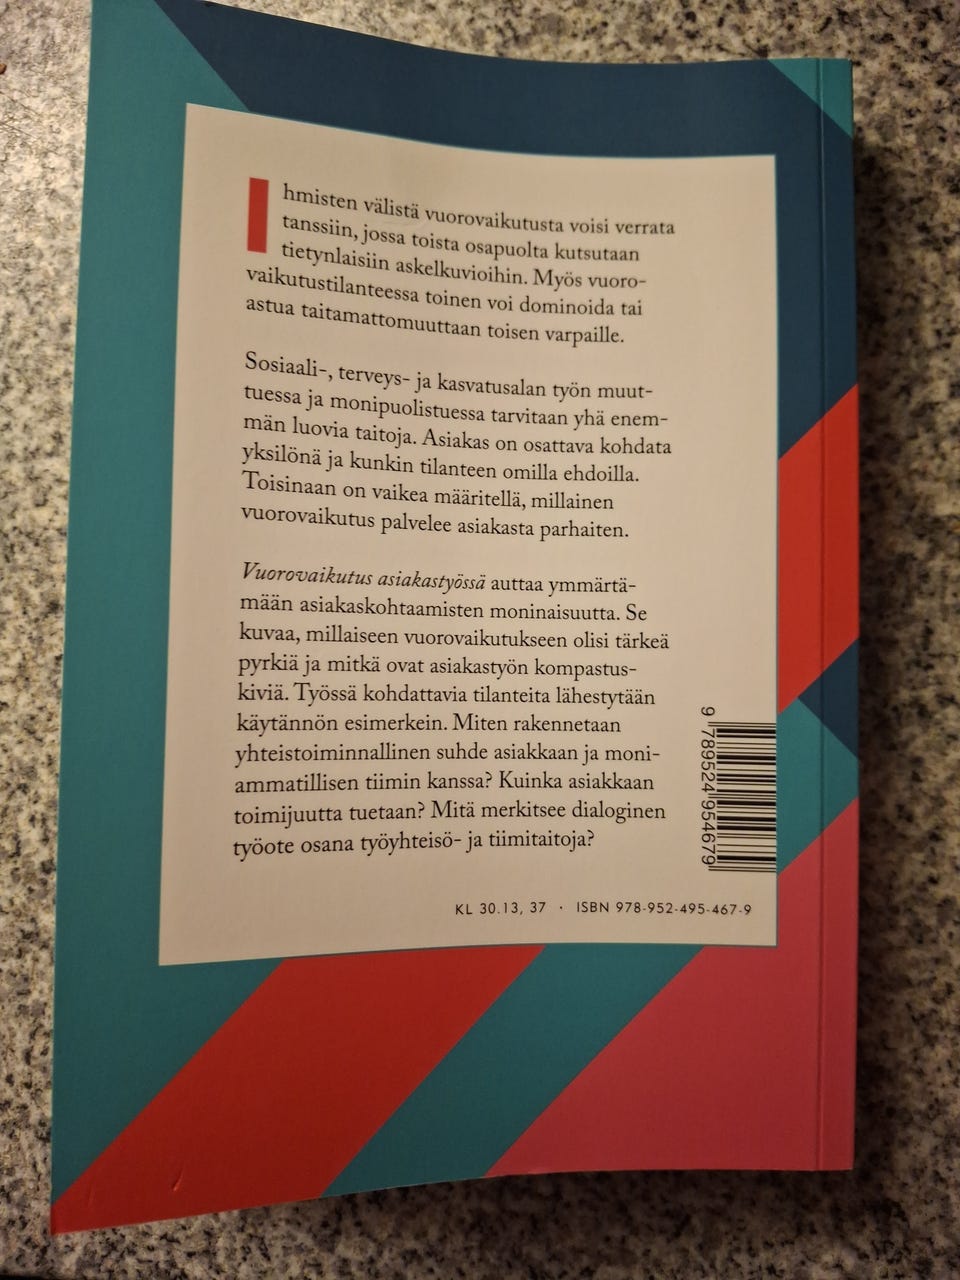 Ihmisten välistä vuorovaikutusta voisi verrata
tanssiin, jossa toista osapuolta kutsutaan
tietynlaisiin askelkuvioihin. Myös vuoro-
vaikutustilanteessa toinen voi dominoida tai
astua taitamattomuuttaan toisen varpaille.
Sosiaali-, terveys- ja kasvatusalan työn muut-
tuessa ja monipuolistuessa tarvitaan yhä enem-
män luovia taitoja. Asiakas on osattava kohdata
yksilönä ja kunkin tilanteen omilla ehdoilla.
Toisinaan on vaikea määritellä, millainen
vuorovaikutus palvelee asiakasta parhaiten.
Vuorovaikutus asiakastyössä auttaa ymmärtä-
mään asiakaskohtaamisten moninaisuutta. Se
kuvaa, millaiseen vuorovaikutukseen olisi tärkeä
pyrkiä ja mitkä ovat asiakastyön kompastus-
kiviä. Työssä kohdattavia tilanteita lähestytään
käytännön esimerkein. Miten rakennetaan
yhteistoiminnallinen suhde asiakkaan ja moni-
ammatillisen tiimin kanssa? Kuinka asiakkaan
toimijuutta tuetaan? Mitä merkitsee dialoginen
työote osana työyhteisö- ja tiimitaitoja?
9 789524 954679
KL 30.13, 37 · ISBN 978-952-495-467-9